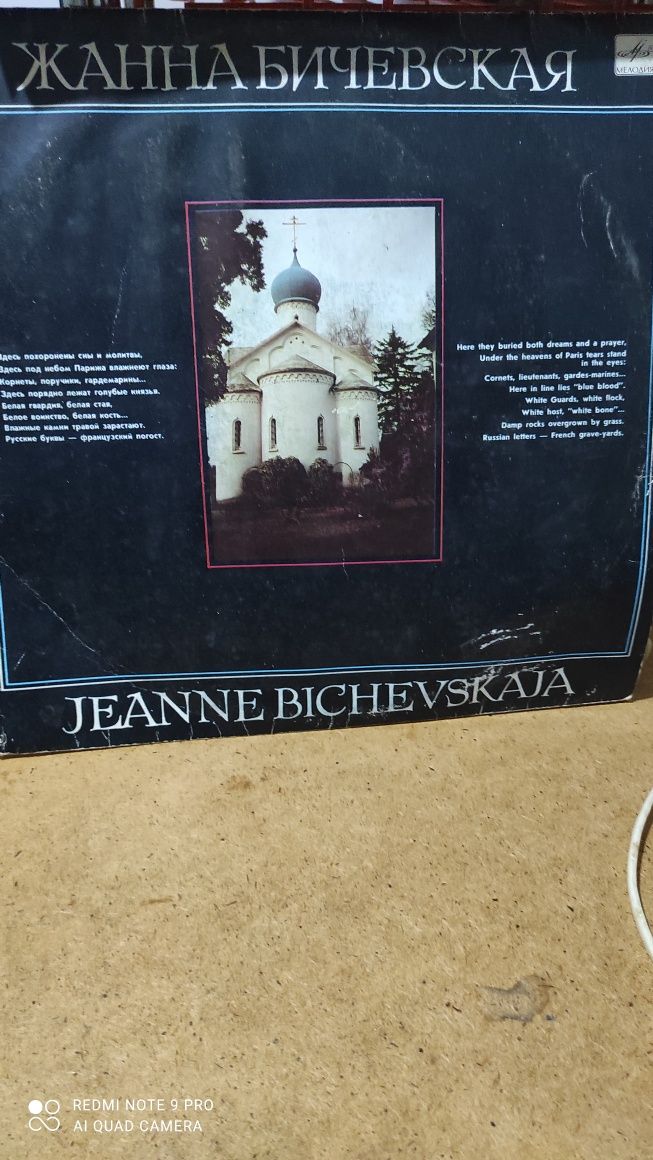 ЖАННА БИЧЕВСКАЯ
МЕЛОДИЯ
Здесь похоронены сны и молитвы,
Здесь под небом Парижа влажнеют глаза:
Корнеты, поручики, гардемарины...
Здесь порядно лежат голубые князья.
Белая гвардия, белая стая,
Белое воинство, белая кость...
Влажные камни травой зарастают.
Русские буквы — французский погост.
Here they buried both dreams and a prayer,
Under the heavens of Paris tears stand
in the eyes:
Cornets, lieutenants, gardes-marines...
Here in line lies "blue blood".
White Guards, white flock,
White host, "white bone"...
Damp rocks overgrown by grass.
Russian letters — French grave-yards.
JEANNE BICHEVSKAJA
REDMI NOTE 9 PRO
AI QUAD CAMERA